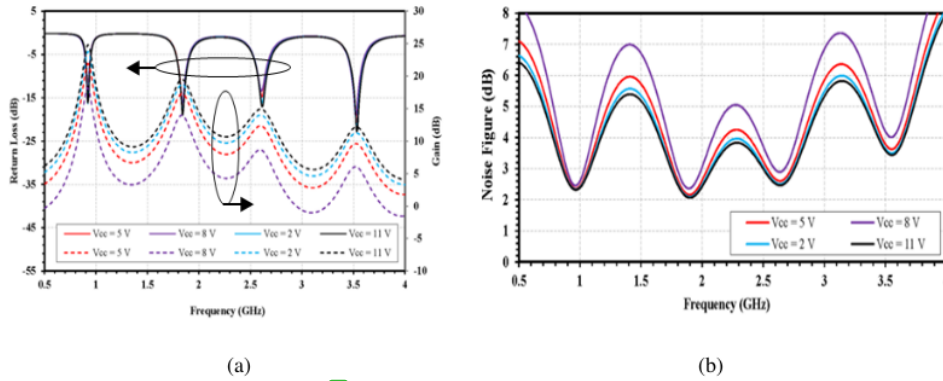 5
-5
-15
-25
-35
-45
-55
Return Loss (dB)
30
25
20
15
10
5
0
-5
-10
Gain (dB)
Vcc = 5 V Vcc = 8 V Vcc = 2 V Vcc = 11 V
Vcc = 5 V Vcc = 8 V Vcc = 2 V Vcc = 11 V
0.5 1 1.5 2 2.5 3 3.5 4
Frequency (GHz)
(a)
(b)
8
7
6
5
4
3
2
1
0
Noise Figure (dB)
Vcc = 5 V Vcc = 8 V
Vcc = 2 V Vcc = 11 V
0.5 1 1.5 2 2.5 3 3.5 4
Frequency (GHz)
(b)